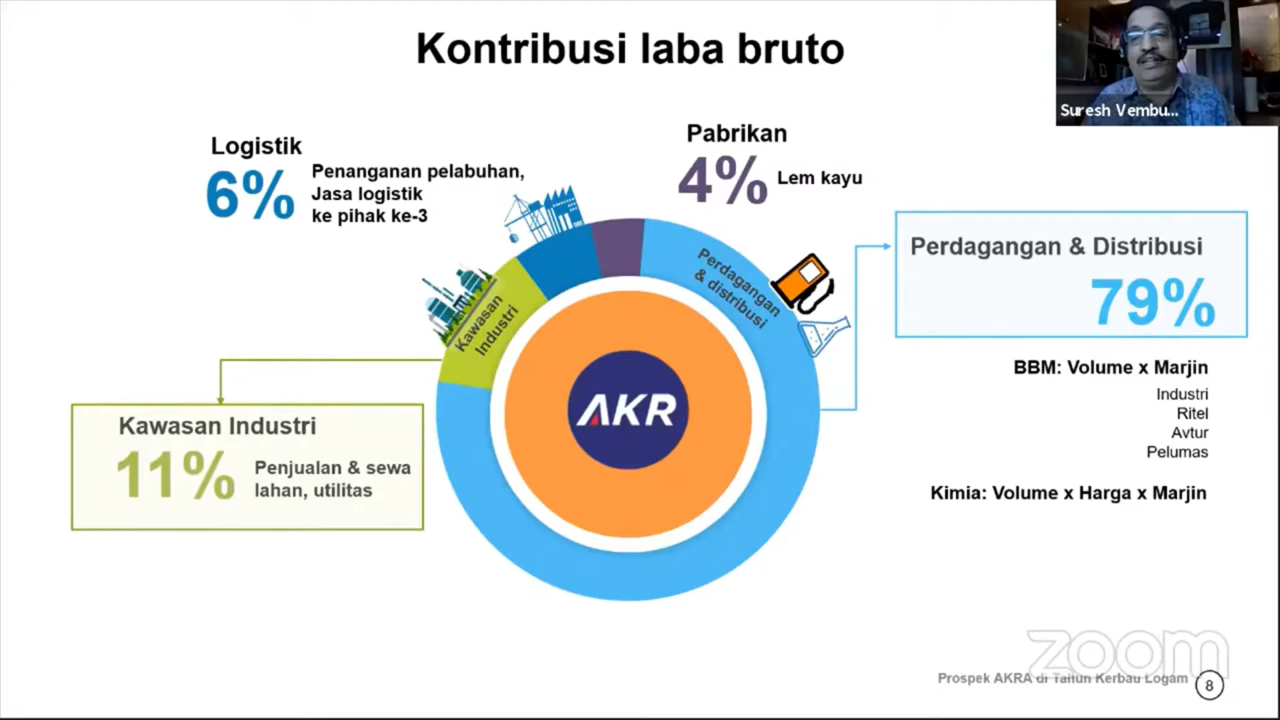 Kontribusi laba bruto
Suresh Vembu...
Logistik
6%
Penanganan pelabuhan,
Jasa logistik
ke pihak ke-3
Pabrikan
4%
Lem kayu
Perdagangan
& distribusi
Kawasan
Industri
AKR
Perdagangan & Distribusi
79%
BBM: Volume x Marjin
Industri
Ritel
Avtur
Pelumas
Kimia: Volume x Harga x Marjin
Kawasan Industri
11%
Penjualan & sewa
lahan, utilitas
zoom
Prospek AKRA di Tahun Kerbau Logam
8